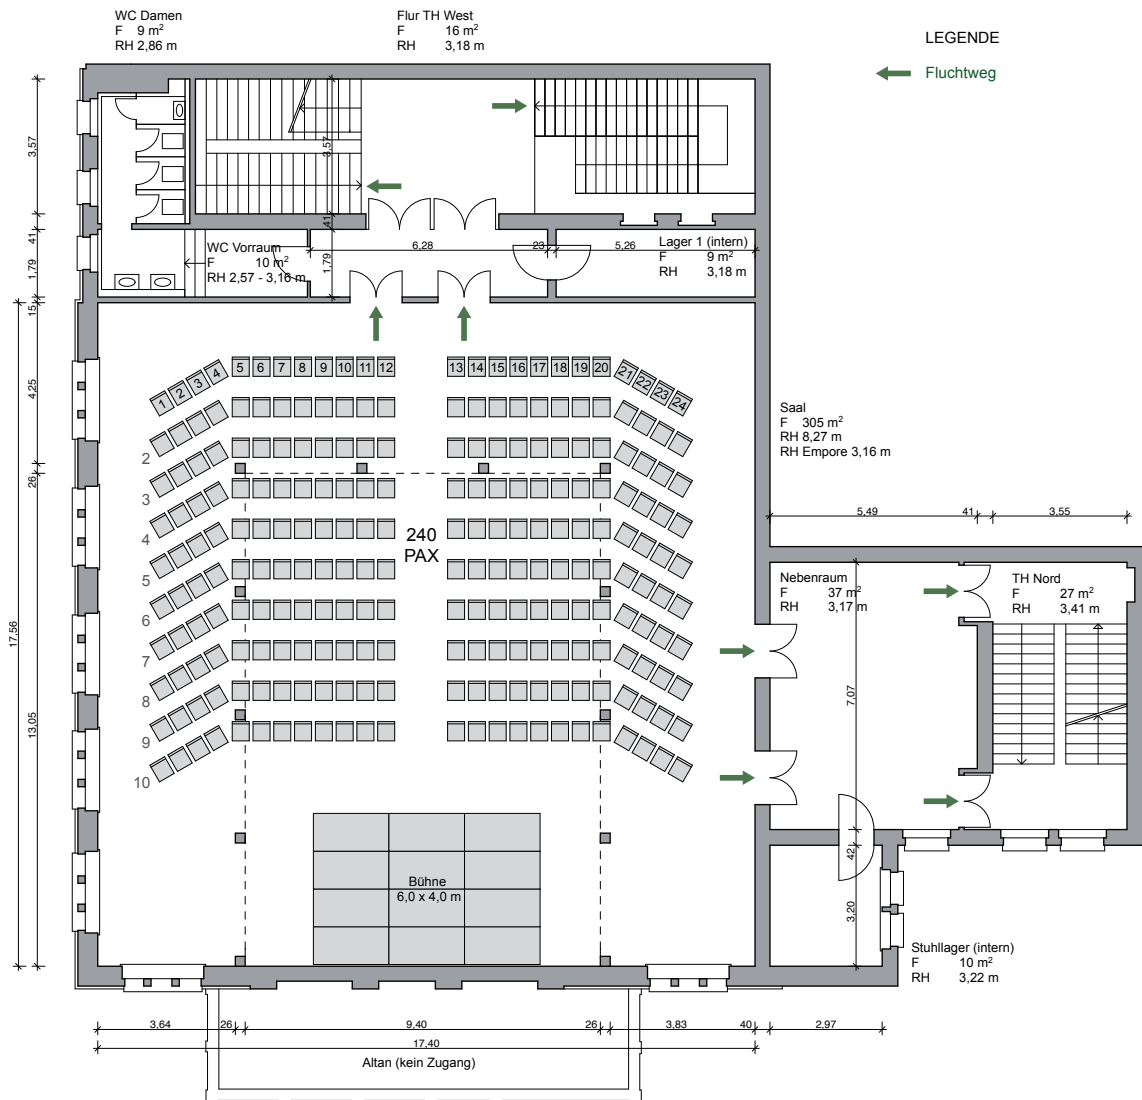 WC Damen
F 9 m²
RH 2,86 m
Flur TH West
F 16 m²
RH 3,18 m
LEGENDE
Fluchtweg
3,57
3,57
41
41
1,79
1,79
15
WC Vorraum
F 10 m²
RH 2,57 - 3,16 m
6,28
23
5,26
Lager 1 (intern)
F 9 m²
RH 3,18 m
1 2 3 4 5 6 7 8 9 10 11 12 13 14 15 16 17 18 19 20 21 22 23 24
4,25
26
17,56
13,05
Saal
F 305 m²
RH 8,27 m
RH Empore 3,16 m
2
3
4
5
6
7
8
9
10
240
PAX
5,49
41
3,55
Nebenraum
F 37 m²
RH 3,17 m
TH Nord
F 27 m²
RH 3,41 m
7,07
42
3,20
Bühne
6,0 x 4,0 m
Stuhllager (intern)
F 10 m²
RH 3,22 m
3,64
26
9,40
26
3,83
40
2,97
17,40
Altan (kein Zugang)